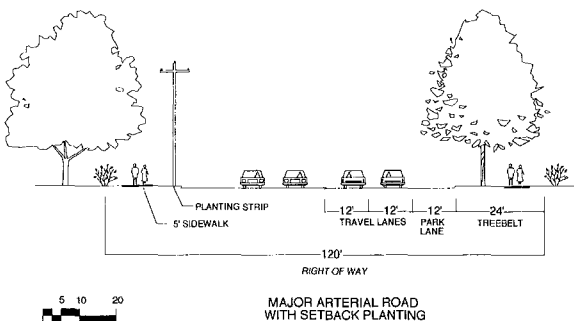 PLANTING STRIP
5' SIDEWALK
12' 12' 12' 24'
TRAVEL LANES PARK LANE TREEBELT
120'
RIGHT OF WAY
5 10 20
MAJOR ARTERIAL ROAD
WITH SETBACK PLANTING